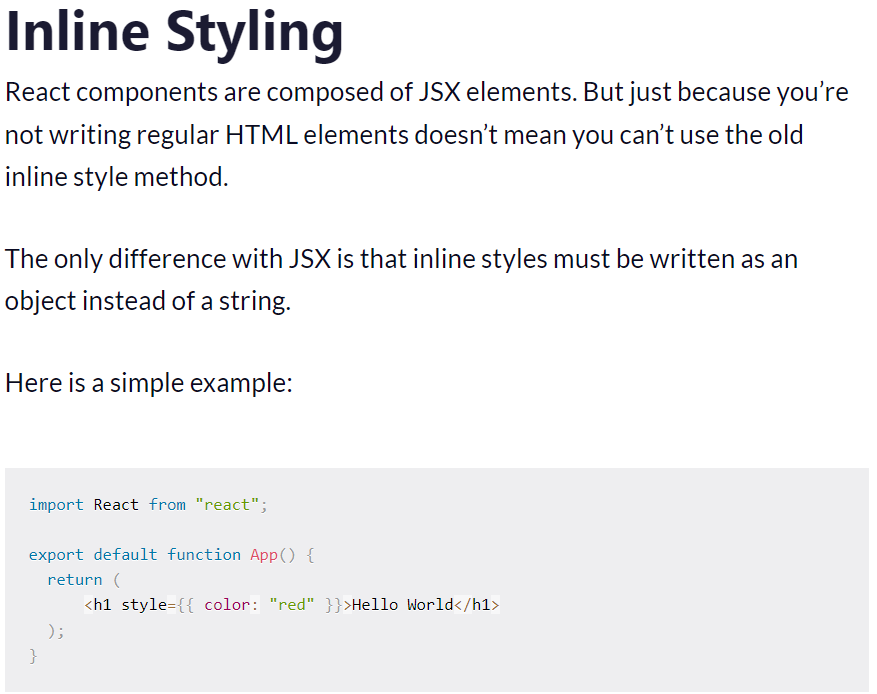 Inline Styling
React components are composed of JSX elements. But just because you’re
not writing regular HTML elements doesn’t mean you can’t use the old
inline style method.
The only difference with JSX is that inline styles must be written as an
object instead of a string.
Here is a simple example:
import React from "react";
export default function App() {
  return (
      <h1 style={{ color: "red" }}>Hello World</h1>
  );
}